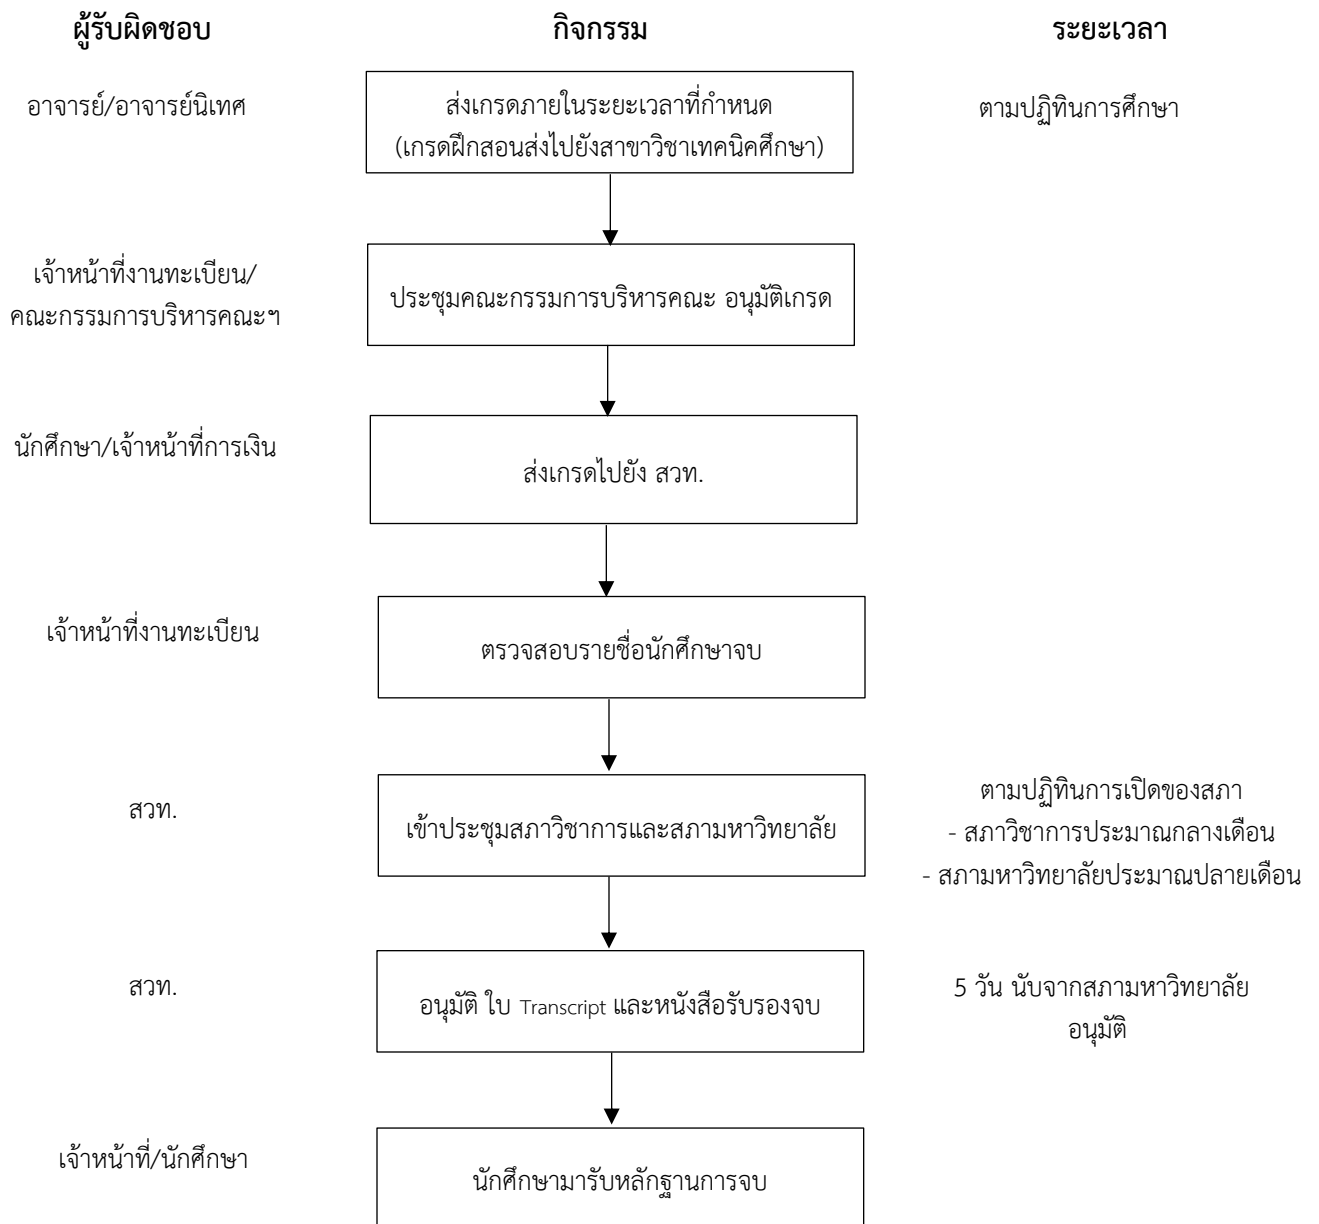 ผู้รับผิดชอบ กิจกรรม ระยะเวลา
อาจารย์/อาจารย์นิเทศ
ส่งเกรดภายในระยะเวลาที่กำหนด
(เกรดฝึกสอนส่งไปยังสาขาวิชาเทคนิคศึกษา)
ตามปฏิทินการศึกษา
เจ้าหน้าที่งานทะเบียน/
คณะกรรมการบริหารคณะฯ
ประชุมคณะกรรมการบริหารคณะ อนุมัติเกรด
นักศึกษา/เจ้าหน้าที่การเงิน
ส่งเกรดไปยัง สวท.
เจ้าหน้าที่งานทะเบียน
ตรวจสอบรายชื่อนักศึกษาจบ
สวท.
เข้าประชุมสภาวิชาการและสภามหาวิทยาลัย
ตามปฏิทินการเปิดของสภา
- สภาวิชาการประมาณกลางเดือน
- สภามหาวิทยาลัยประมาณปลายเดือน
สวท.
อนุมัติ ใบ Transcript และหนังสือรับรองจบ
5 วัน นับจากสภามหาวิทยาลัย
อนุมัติ
เจ้าหน้าที่/นักศึกษา
นักศึกษามารับหลักฐานการจบ